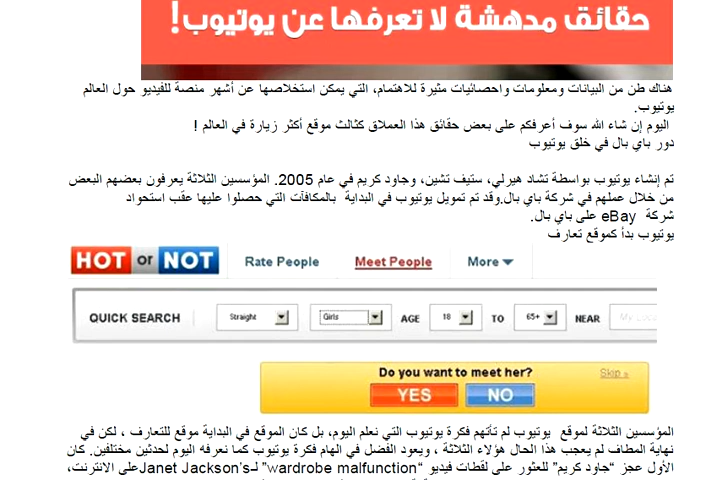 حقائق مدهشة لا تعرفها عن يوتيوب!
هناك طن من البيانات ومعلومات واحصائيات مثيرة للاهتمام، التي يمكن استخلاصها عن أشهر منصة للفيديو حول العالم
يوتيوب.
اليوم إن شاء الله سوف أعرفكم على بعض حقائق هذا العملاق كثالث موقع أكثر زيارة في العالم !
دور باي بال في خلق يوتيوب
تم إنشاء يوتيوب بواسطة تشاد هيرلي، ستيف تشين، وجاود كريم في عام 2005. المؤسسين الثلاثة يعرفون بعضهم البعض
من خلال عملهم في شركة باي بال.وقد تم تمويل يوتيوب في البداية بالمكافآت التي حصلوا عليها عقب استحواد
شركة eBay على باي بال.
يوتيوب بدأ كموقع تعارف
HOT or NOT Rate People Meet People More
QUICK SEARCH Straight Girls AGE 18 TO 65+ NEAR
Do you want to meet her? Skip »
YES NO
المؤسسين الثلاثة لموقع يوتيوب لم تأتهم فكرة يوتيوب التي نعلم اليوم، بل كان الموقع في البداية موقع للتعارف ، لكن في
نهاية المطاف لم يعجب هذا الحال هؤلاء الثلاثة ، ويعود الفضل في الهام فكرة يوتيوب كما نعرفه اليوم لحدثين مختلفين. كان
الأول عجز “جاود كريم” للعثور على لقطات فيديو “wardrobe malfunction” لـJanet Jackson’s على الانترنت،